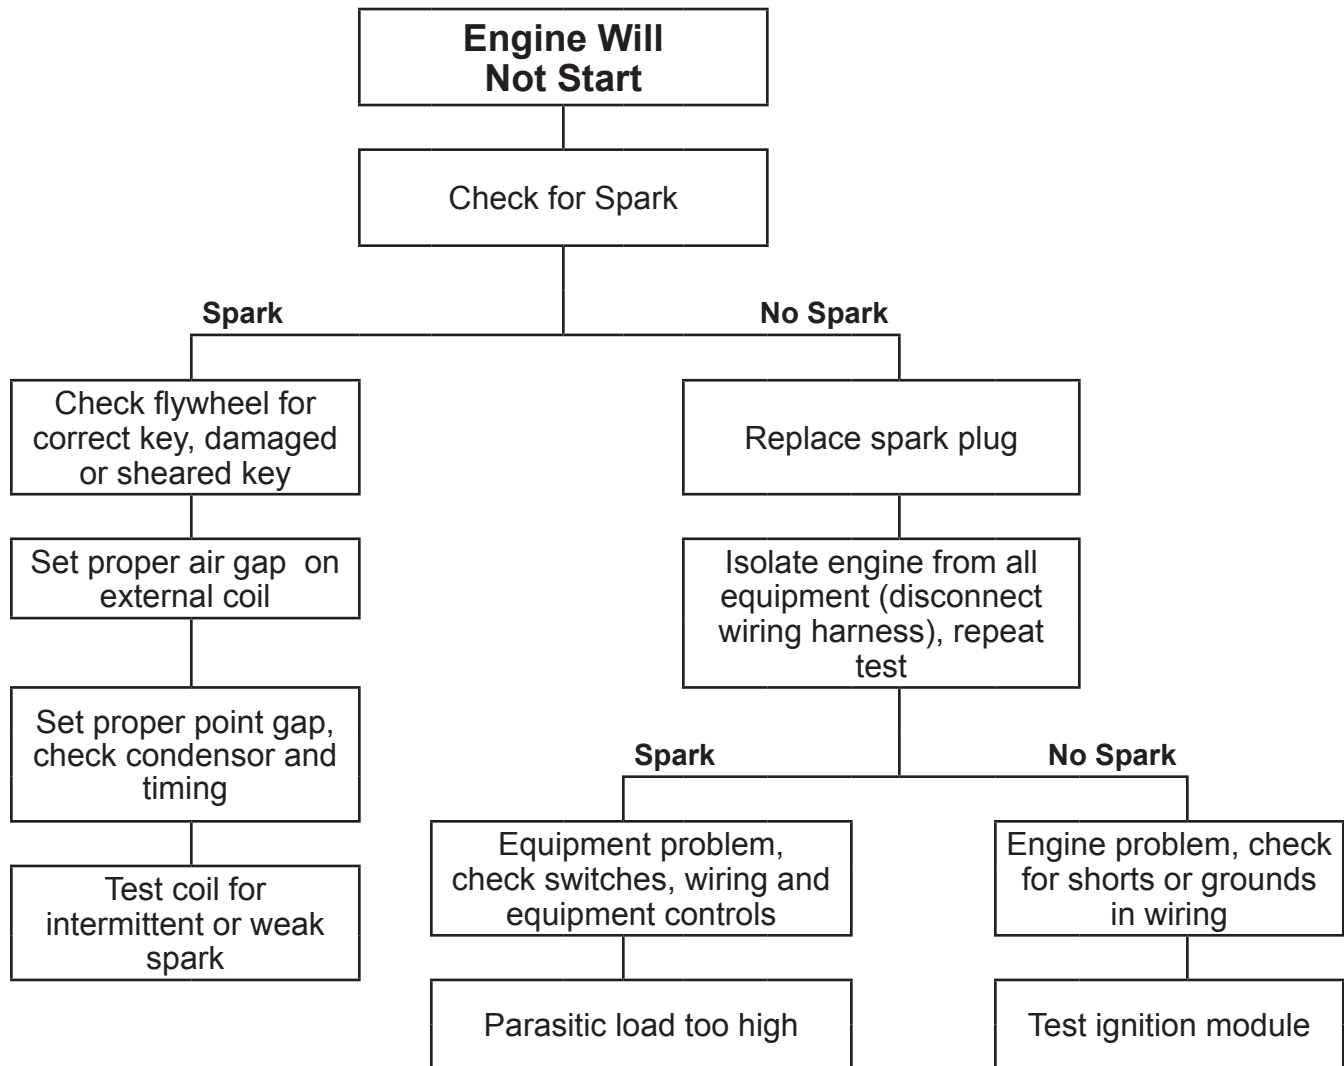 Engine Will
Not Start
Check for Spark
Spark
No Spark
Check flywheel for
correct key, damaged
or sheared key
Replace spark plug
Set proper air gap  on
external coil
Isolate engine from all
equipment (disconnect
wiring harness), repeat
test
Set proper point gap,
check condensor and
timing
Spark
No Spark
Test coil for
intermittent or weak
spark
Equipment problem,
check switches, wiring and
equipment controls
Engine problem, check
for shorts or grounds
in wiring
Parasitic load too high
Test ignition module